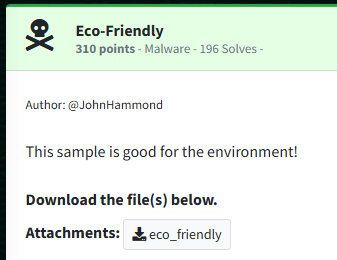 Eco-Friendly
310 points - Malware - 196 Solves -
Author: @JohnHammond
This sample is good for the environment!
Download the file(s) below.
Attachments: eco_friendly